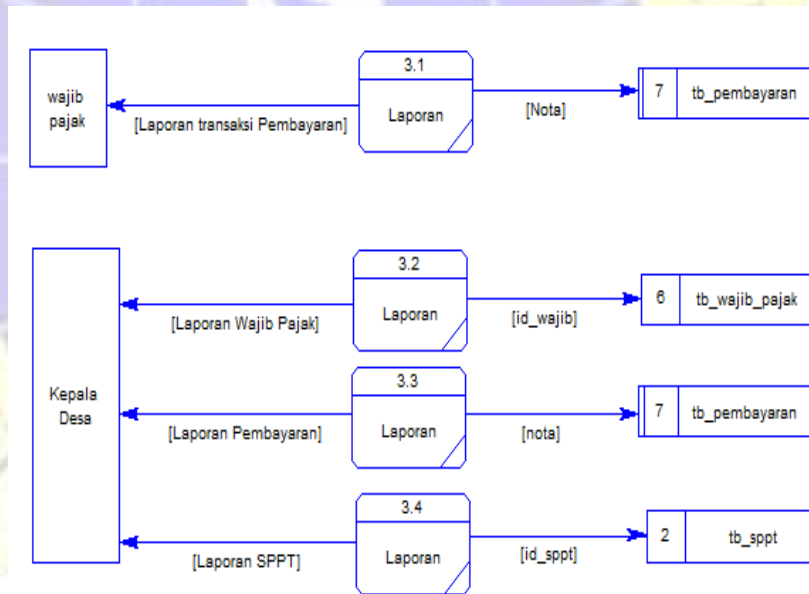 3.1
wajib
pajak
[Laporan transaksi Pembayaran]
Laporan
[Nota]
7
tb_pembayaran
3.2
[Laporan Wajib Pajak]
Laporan
[id_wajib]
6
tb_wajib_pajak
Kepala
Desa
3.3
[Laporan Pembayaran]
Laporan
[nota]
7
tb_pembayaran
3.4
[Laporan SPPT]
Laporan
[id_sppt]
2
tb_sppt